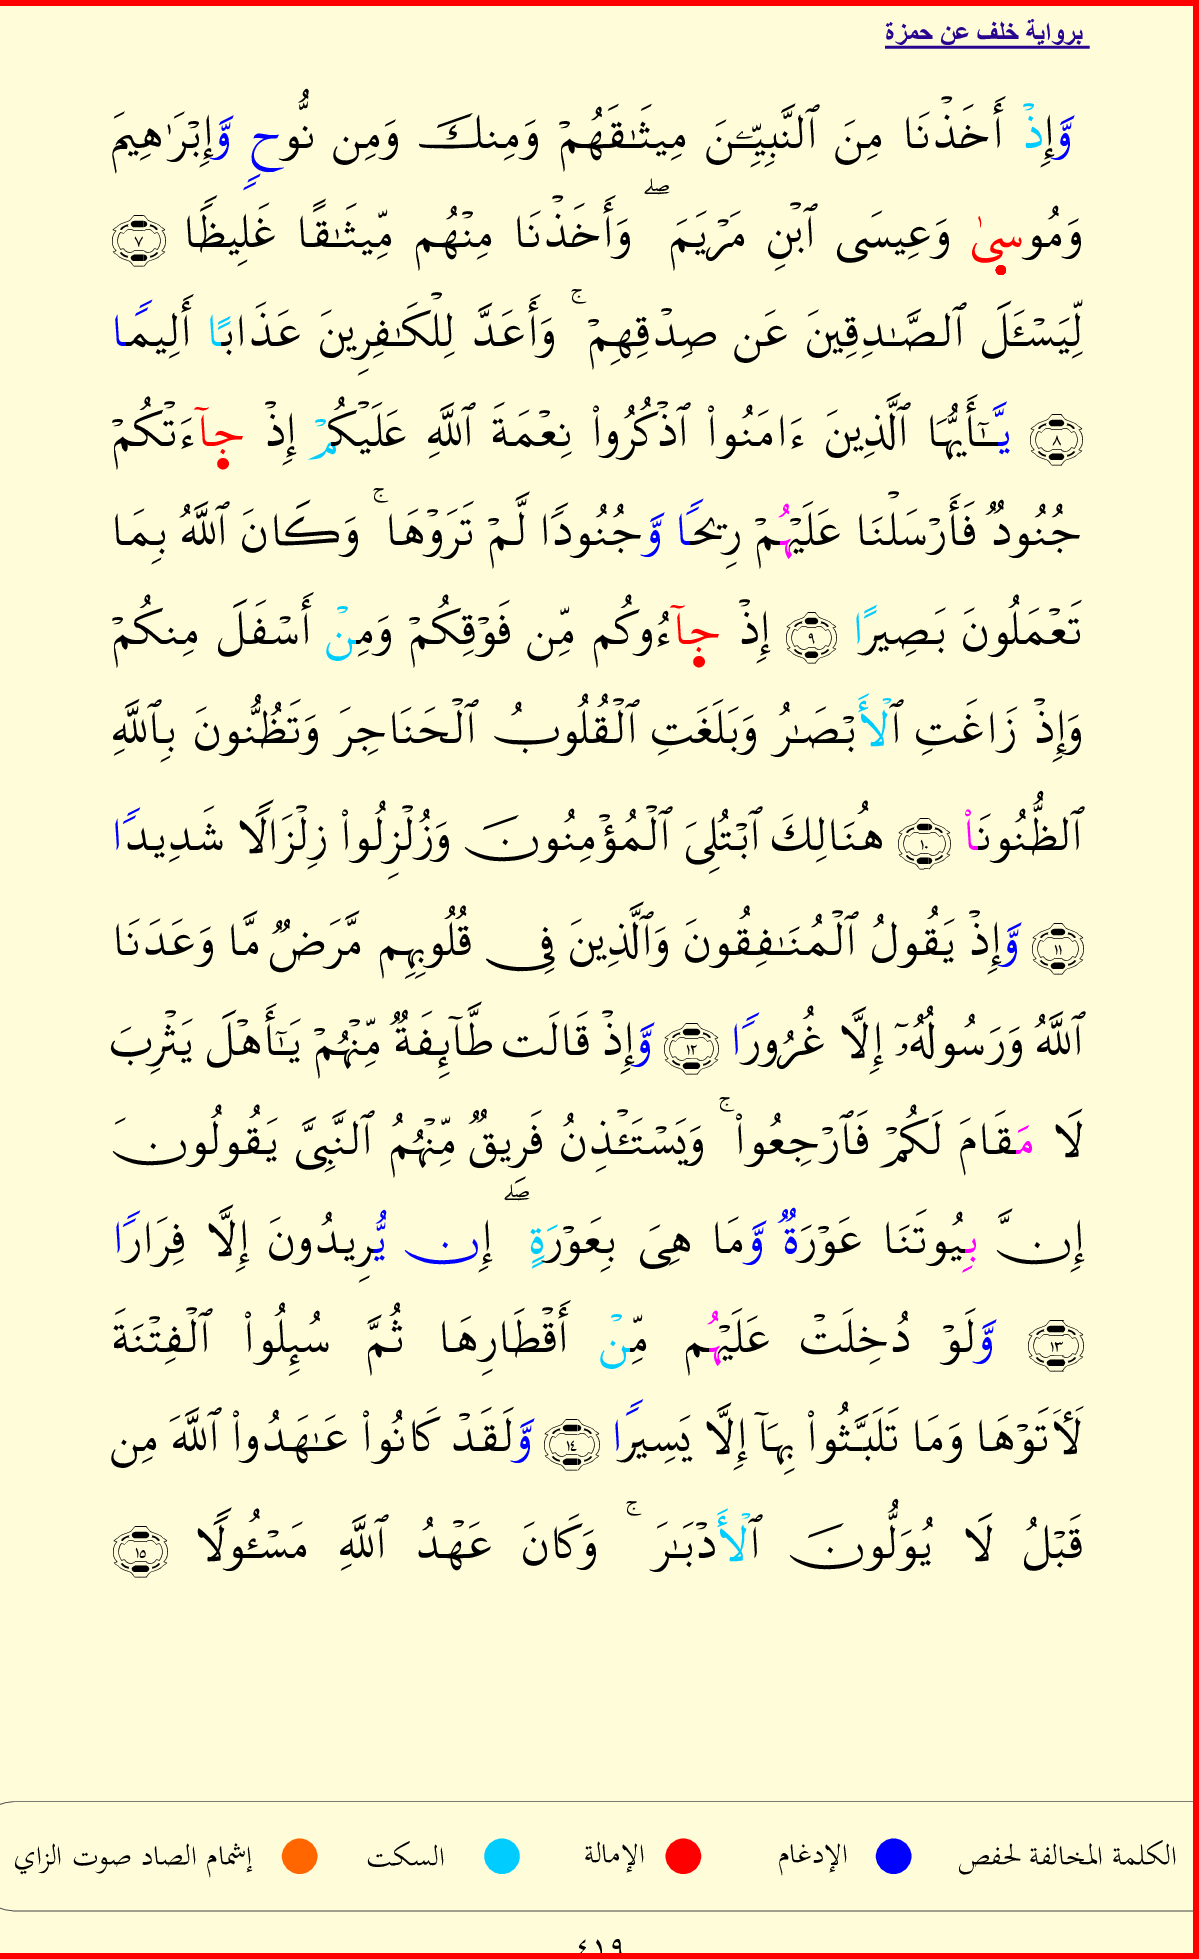 برواية خلف عن حمزة
وَّإِذْ أَخَذْنَا مِنَ ٱلنَّبِيِّـۧنَ مِيثَـٰقَهُمْ وَمِنكَ وَمِن نُّوحٍ وَّإِبْرَٰهِيمَ
وَمُوسىٰ وَعِيسَى ٱبْنِ مَرْيَمَ ۖ وَأَخَذْنَا مِنْهُم مِّيثَـٰقًا غَلِيظًا ٧
لِّيَسْـَٔلَ ٱلصَّـٰدِقِينَ عَن صِدْقِهِمْ ۚ وَأَعَدَّ لِلْكَـٰفِرِينَ عَذَابًا أَلِيمًا
٨ يَّـٰٓأَيُّهَا ٱلَّذِينَ ءَامَنُوا۟ ٱذْكُرُوا۟ نِعْمَةَ ٱللَّهِ عَلَيْكُمْ إِذْ جآءَتْكُمْ
جُنُودٌ فَأَرْسَلْنَا عَلَيْهُمْ رِيحًا وَّجُنُودًا لَّمْ تَرَوْهَا ۚ وَكَانَ ٱللَّهُ بِمَا
تَعْمَلُونَ بَصِيرًا ٩ إِذْ جآءُوكُم مِّن فَوْقِكُمْ وَمِنْ أَسْفَلَ مِنكُمْ
وَإِذْ زَاغَتِ ٱلْأَبْصَـٰرُ وَبَلَغَتِ ٱلْقُلُوبُ ٱلْحَنَاجِرَ وَتَظُنُّونَ بِٱللَّهِ
ٱلظُّنُونَا۟ ١٠ هُنَالِكَ ٱبْتُلِىَ ٱلْمُؤْمِنُونَ وَزُلْزِلُوا۟ زِلْزَالًا شَدِيدًا
١١ وَّإِذْ يَقُولُ ٱلْمُنَـٰفِقُونَ وَٱلَّذِينَ فِى قُلُوبِهِم مَّرَضٌ مَّا وَعَدَنَا
ٱللَّهُ وَرَسُولُهُۥٓ إِلَّا غُرُورًا ١٢ وَّإِذْ قَالَت طَّآئِفَةٌ مِّنْهُمْ يَـٰٓأَهْلَ يَثْرِبَ
لَا مَقَامَ لَكُمْ فَٱرْجِعُوا۟ ۚ وَيَسْتَـْٔذِنُ فَرِيقٌ مِّنْهُمُ ٱلنَّبِىَّ يَقُولُونَ
إِنَّ بِيُوتَنَا عَوْرَةٌ وَّمَا هِىَ بِعَوْرَةٍ ۖ إِن يُّرِيدُونَ إِلَّا فِرَارًا
١٣ وَّلَوْ دُخِلَتْ عَلَيْهُم مِّنْ أَقْطَارِهَا ثُمَّ سُئِلُوا۟ ٱلْفِتْنَةَ
لَـَٔاتَوْهَا وَمَا تَلَبَّثُوا۟ بِهَآ إِلَّا يَسِيرًا ١٤ وَّلَقَدْ كَانُوا۟ عَـٰهَدُوا۟ ٱللَّهَ مِن
قَبْلُ لَا يُوَلُّونَ ٱلْأَدْبَـٰرَ ۚ وَكَانَ عَهْدُ ٱللَّهِ مَسْـُٔولًا ١٥
الكلمة المخالفة لحفص الإدغام الإمالة السكت إشمام الصاد صوت الزاي
٤١٩